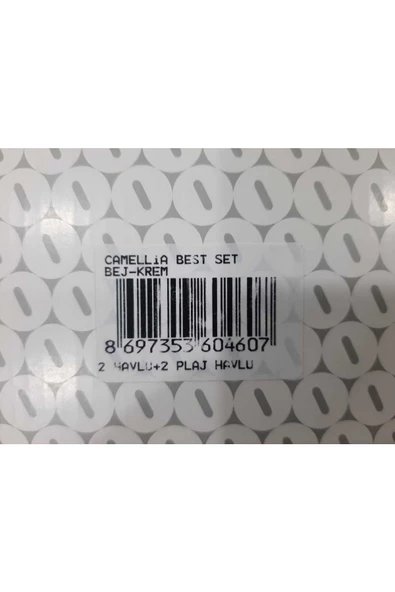 CAMELLiA BEST SET
BEJ-KREM
8 697353 604607
2 HAVLU+2 PLAJ HAVLU